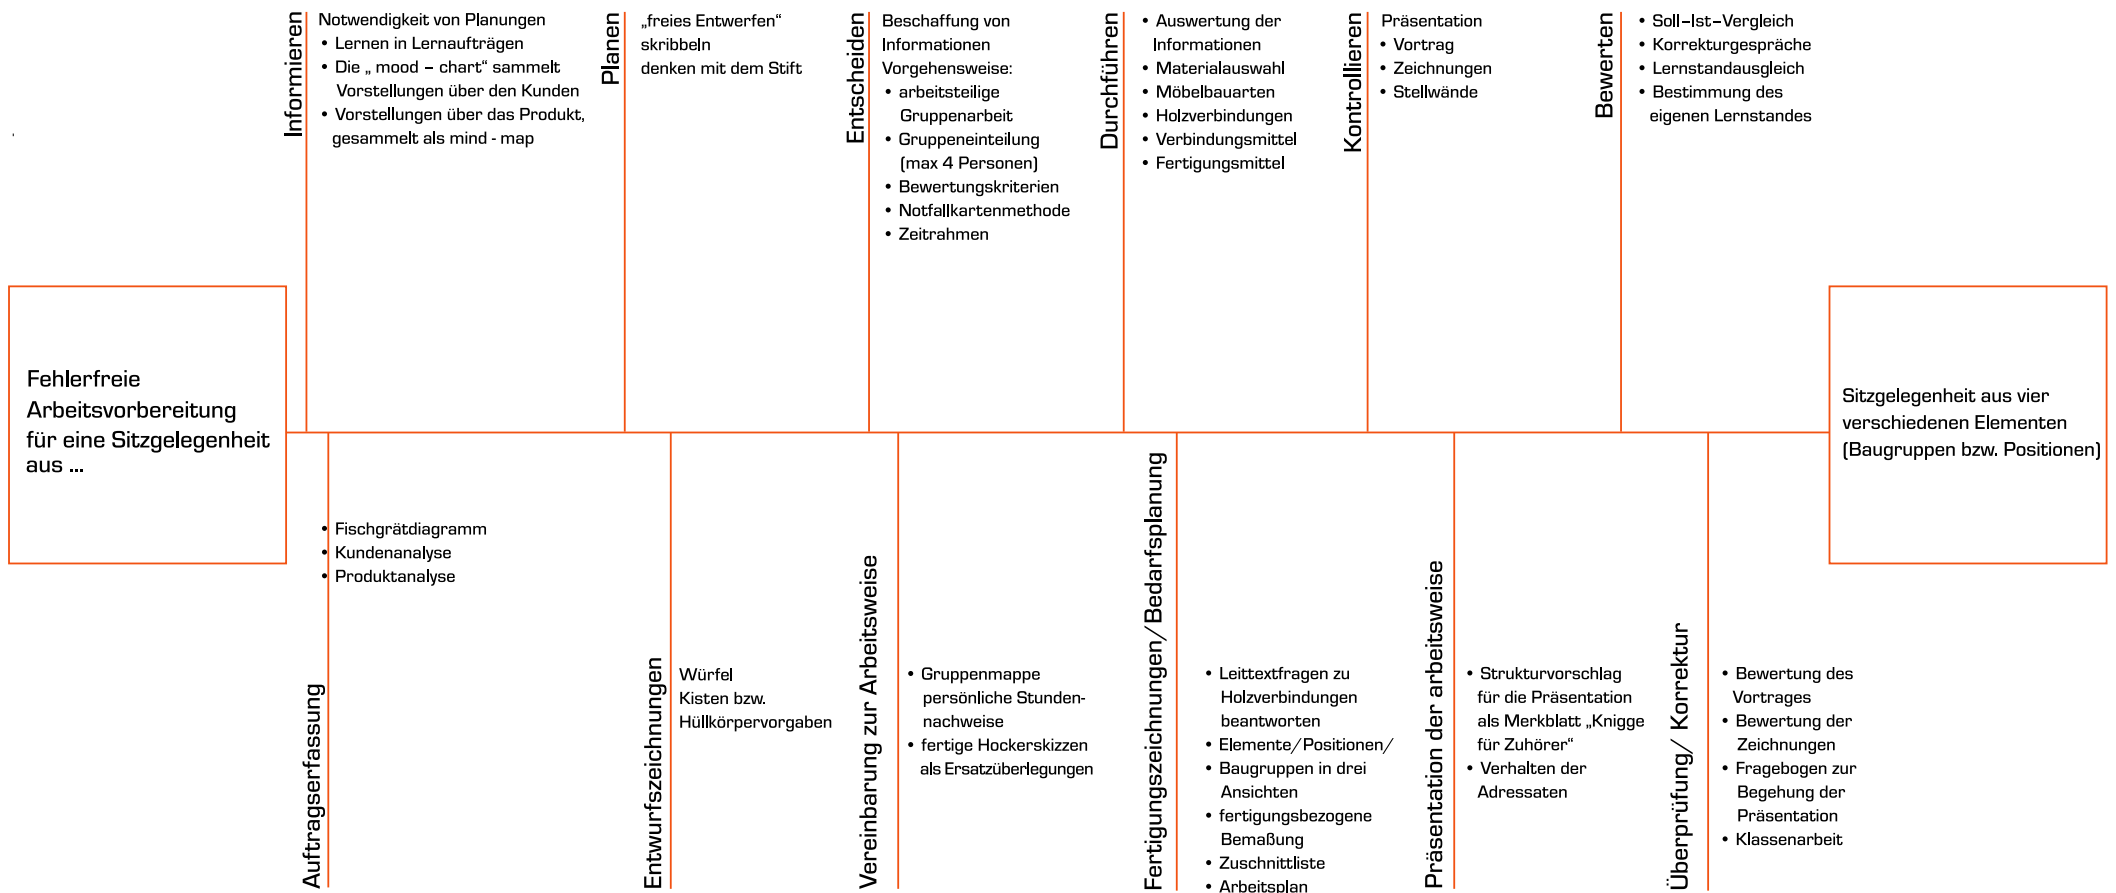 Informieren
Notwendigkeit von Planungen
• Lernen in Lernaufträgen
• Die „ mood – chart“ sammelt
Vorstellungen über den Kunden
• Vorstellungen über das Produkt,
gesammelt als mind - map
Planen
„freies Entwerfen“
skribbeln
denken mit dem Stift
Entscheiden
Beschaffung von
Informationen
Vorgehensweise:
• arbeitsteilige
Gruppenarbeit
• Gruppeneinteilung
(max 4 Personen)
• Bewertungskriterien
• Notfallkartenmethode
• Zeitrahmen
Durchführen
• Auswertung der
Informationen
• Materialauswahl
• Möbelbauarten
• Holzverbindungen
• Verbindungsmittel
• Fertigungsmittel
Kontrollieren
Präsentation
• Vortrag
• Zeichnungen
• Stellwände
Bewerten
• Soll–Ist–Vergleich
• Korrekturgespräche
• Lernstandausgleich
• Bestimmung des
eigenen Lernstandes
Fehlerfreie
Arbeitsvorbereitung
für eine Sitzgelegenheit
aus ...
Sitzgelegenheit aus vier
verschiedenen Elementen
(Baugruppen bzw. Positionen)
Auftragserfassung
• Fischgrätdiagramm
• Kundenanalyse
• Produktanalyse
Entwurfszeichnungen
Würfel
Kisten bzw.
Hüllkörpervorgaben
Vereinbarung zur Arbeitsweise
• Gruppenmappe
persönliche Stunden-
nachweise
• fertige Hockerskizzen
als Ersatzüberlegungen
Fertigungszeichnungen/Bedarfsplanung
• Leittextfragen zu
Holzverbindungen
beantworten
• Elemente/Positionen/
• Baugruppen in drei
Ansichten
• fertigungsbezogene
Bemaßung
• Zuschnittliste
• Arbeitsplan
Präsentation der arbeitsweise
• Strukturvorschlag
für die Präsentation
als Merkblatt „Knigge
für Zuhörer“
• Verhalten der
Adressaten
Überprüfung/ Korrektur
• Bewertung des
Vortrages
• Bewertung der
Zeichnungen
• Fragebogen zur
Begehung der
Präsentation
• Klassenarbeit